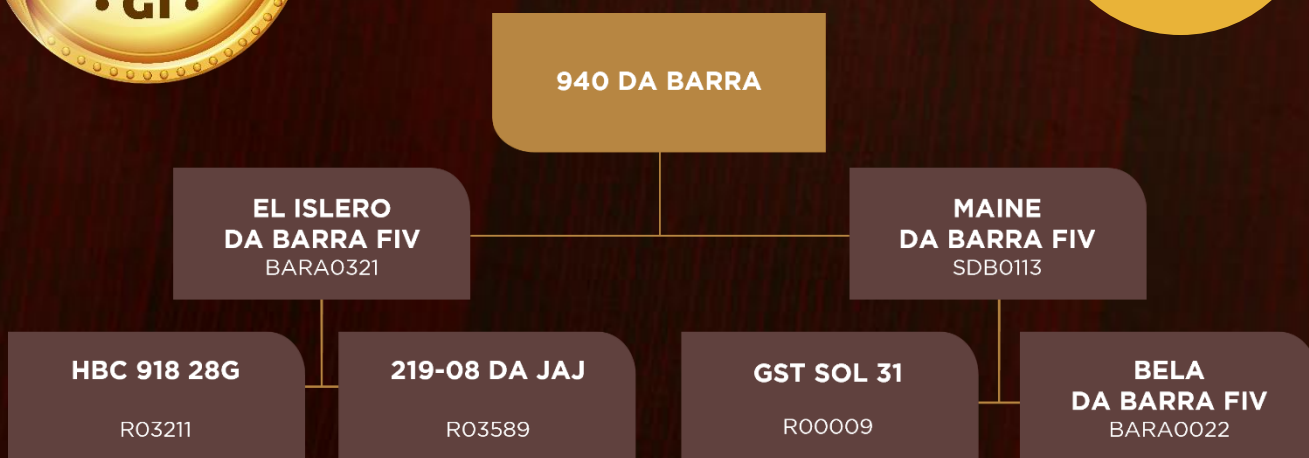 • G1 •
940 DA BARRA
EL ISLERO
DA BARRA FIV
BARA0321
MAINE
DA BARRA FIV
SDB0113
HBC 918 28G
R03211
219-08 DA JAJ
R03589
GST SOL 31
R00009
BELA
DA BARRA FIV
BARA0022